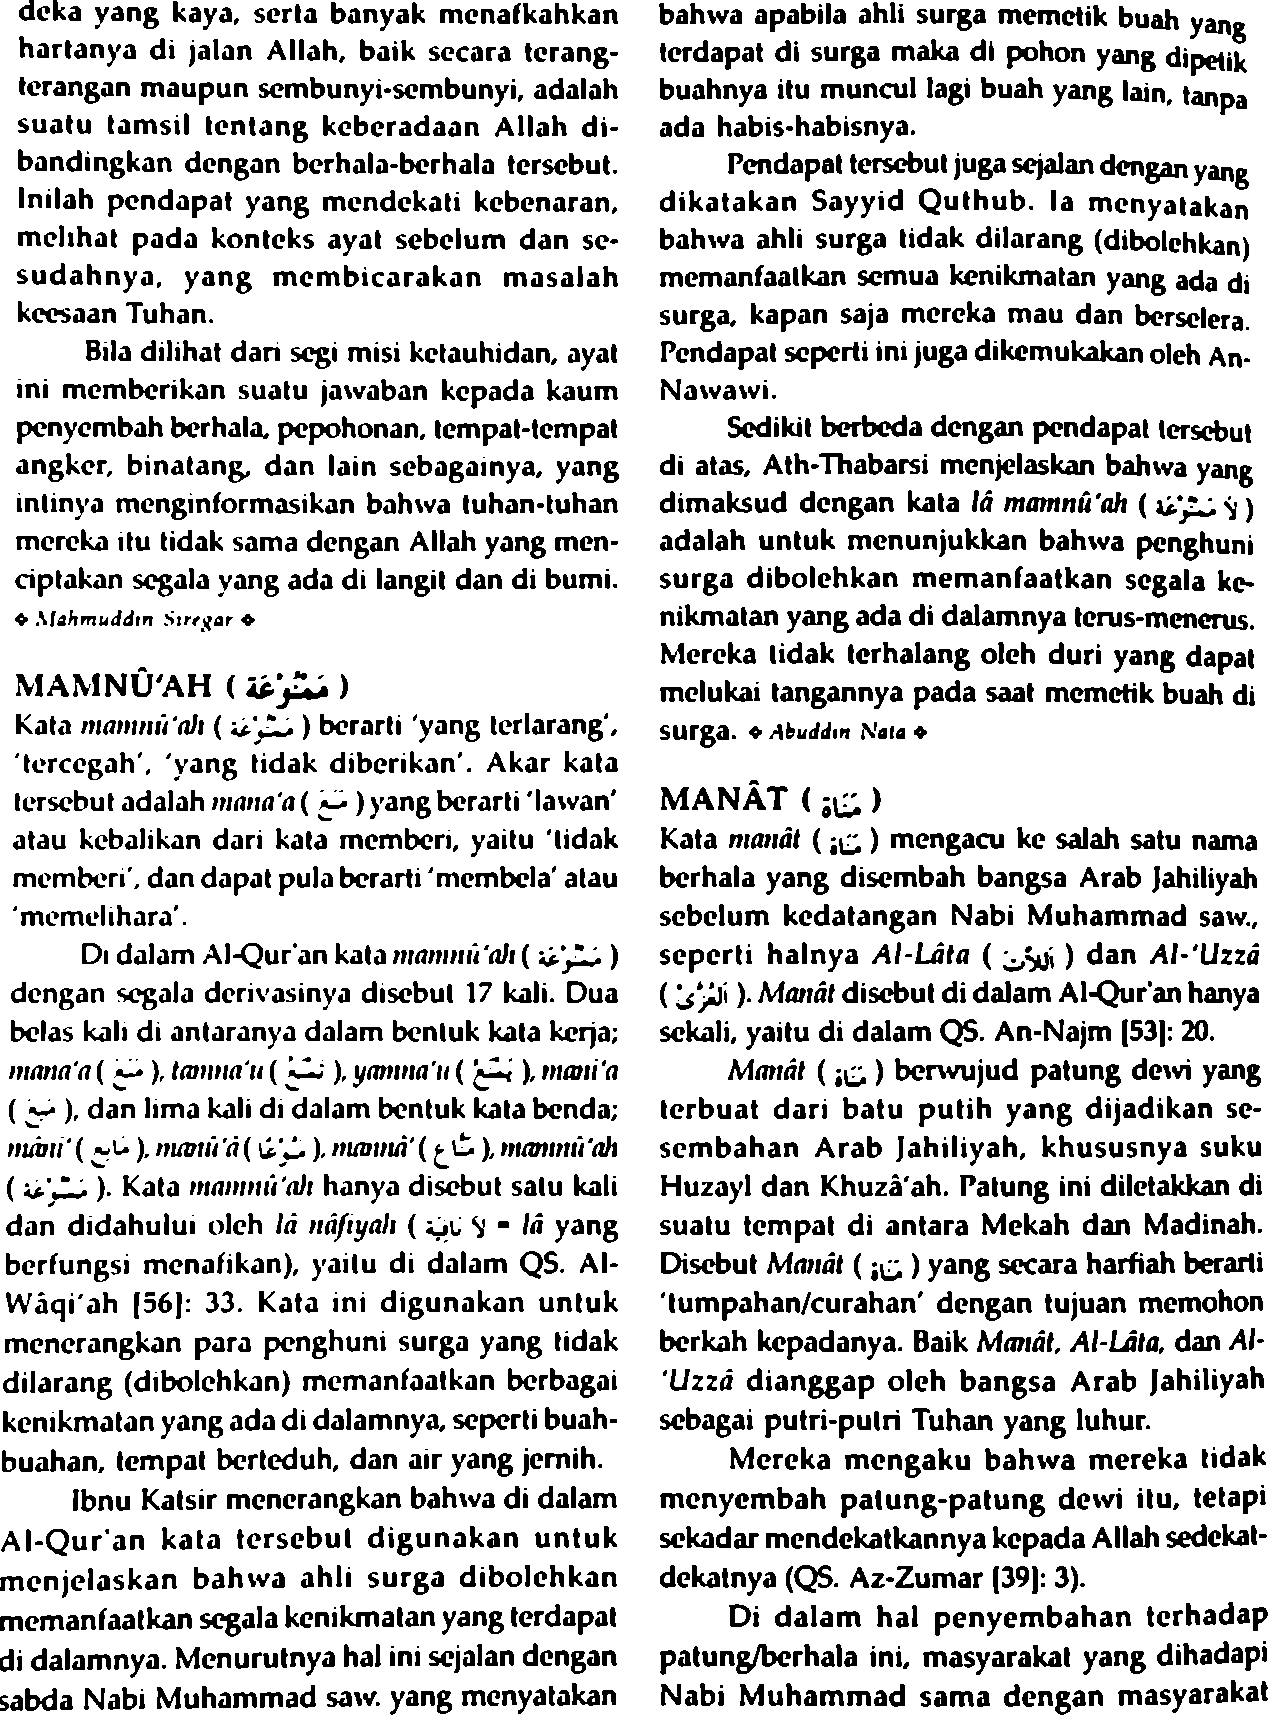 deka yang kaya, serta banyak menafkahkan
hartanya di jalan Allah, baik secara terang-
terangan maupun sembunyi-sembunyi, adalah
suatu tamsil tentang keberadaan Allah di-
bandingkan dengan berhala-berhala tersebut.
Inilah pendapat yang mendekati kebenaran,
melihat pada konteks ayat sebelum dan se-
sudahnya, yang membicarakan masalah
keesaan Tuhan.
Bila dilihat dari segi misi ketauhidan, ayat
ini memberikan suatu jawaban kepada kaum
penyembah berhala, pepohonan, tempat-tempat
angker, binatang, dan lain sebagainya, yang
intinya menginformasikan bahwa tuhan-tuhan
mereka itu tidak sama dengan Allah yang men-
ciptakan segala yang ada di langit dan di bumi.
❖ Mahmuddin Siregar ❖
MAMNÛ'AH ( مَمْنُوْعَة )
Kata mamnû'ah ( مَمْنُوْعَة ) berarti 'yang terlarang',
'tercegah', 'yang tidak diberikan'. Akar kata
tersebut adalah mana'a ( مَنَعَ ) yang berarti 'lawan'
atau kebalikan dari kata memberi, yaitu 'tidak
memberi', dan dapat pula berarti 'membela' atau
'memelihara'.
Di dalam Al-Qur'an kata mamnû'ah ( مَمْنُوْعَة )
dengan segala derivasinya disebut 17 kali. Dua
belas kali di antaranya dalam bentuk kata kerja;
mana'a ( مَنَعَ ), tamna'u ( تَمْنَعُ ), yamna'u ( يَمْنَعُ ), mani'a
( مَنِعَ ), dan lima kali di dalam bentuk kata benda;
mâni' ( مَانِع ), manû'â ( مَنُوْعًا ), mannâ' ( مَنَّاع ), mamnû'ah
( مَمْنُوْعَة ). Kata mamnû'ah hanya disebut satu kali
dan didahului oleh lâ nâfiyah ( لاَ نَافِيَة = lâ yang
berfungsi menafikan), yaitu di dalam QS. Al-
Wâqi'ah [56]: 33. Kata ini digunakan untuk
menerangkan para penghuni surga yang tidak
dilarang (dibolehkan) memanfaatkan berbagai
kenikmatan yang ada di dalamnya, seperti buah-
buahan, tempat berteduh, dan air yang jernih.
Ibnu Katsir menerangkan bahwa di dalam
Al-Qur'an kata tersebut digunakan untuk
menjelaskan bahwa ahli surga dibolehkan
memanfaatkan segala kenikmatan yang terdapat
di dalamnya. Menurutnya hal ini sejalan dengan
sabda Nabi Muhammad saw. yang menyatakan
bahwa apabila ahli surga memetik buah yang
terdapat di surga maka di pohon yang dipetik
buahnya itu muncul lagi buah yang lain, tanpa
ada habis-habisnya.
Pendapat tersebut juga sejalan dengan yang
dikatakan Sayyid Quthub. Ia menyatakan
bahwa ahli surga tidak dilarang (dibolehkan)
memanfaatkan semua kenikmatan yang ada di
surga, kapan saja mereka mau dan berselera.
Pendapat seperti ini juga dikemukakan oleh An-
Nawawi.
Sedikit berbeda dengan pendapat tersebut
di atas, Ath-Thabarsi menjelaskan bahwa yang
dimaksud dengan kata lâ mamnû'ah ( لاَ مَمْنُوْعَة )
adalah untuk menunjukkan bahwa penghuni
surga dibolehkan memanfaatkan segala ke-
nikmatan yang ada di dalamnya terus-menerus.
Mereka tidak terhalang oleh duri yang dapat
melukai tangannya pada saat memetik buah di
surga. ❖ Abuddin Nata ❖
MANÂT ( مَنَاة )
Kata manât ( مَنَاة ) mengacu ke salah satu nama
berhala yang disembah bangsa Arab Jahiliyah
sebelum kedatangan Nabi Muhammad saw.,
seperti halnya Al-Lâta ( اَللاَّتَ ) dan Al-'Uzzâ
( اَلْعُزَّى ). Manât disebut di dalam Al-Qur'an hanya
sekali, yaitu di dalam QS. An-Najm [53]: 20.
Manât ( مَنَاة ) berwujud patung dewi yang
terbuat dari batu putih yang dijadikan se-
sembahan Arab Jahiliyah, khususnya suku
Huzayl dan Khuzâ'ah. Patung ini diletakkan di
suatu tempat di antara Mekah dan Madinah.
Disebut Manât ( مَنَاة ) yang secara harfiah berarti
'tumpahan/curahan' dengan tujuan memohon
berkah kepadanya. Baik Manât, Al-Lâta, dan Al-
'Uzzâ dianggap oleh bangsa Arab Jahiliyah
sebagai putri-putri Tuhan yang luhur.
Mereka mengaku bahwa mereka tidak
menyembah patung-patung dewi itu, tetapi
sekadar mendekatkannya kepada Allah sedekat-
dekatnya (QS. Az-Zumar [39]: 3).
Di dalam hal penyembahan terhadap
patung/berhala ini, masyarakat yang dihadapi
Nabi Muhammad sama dengan masyarakat